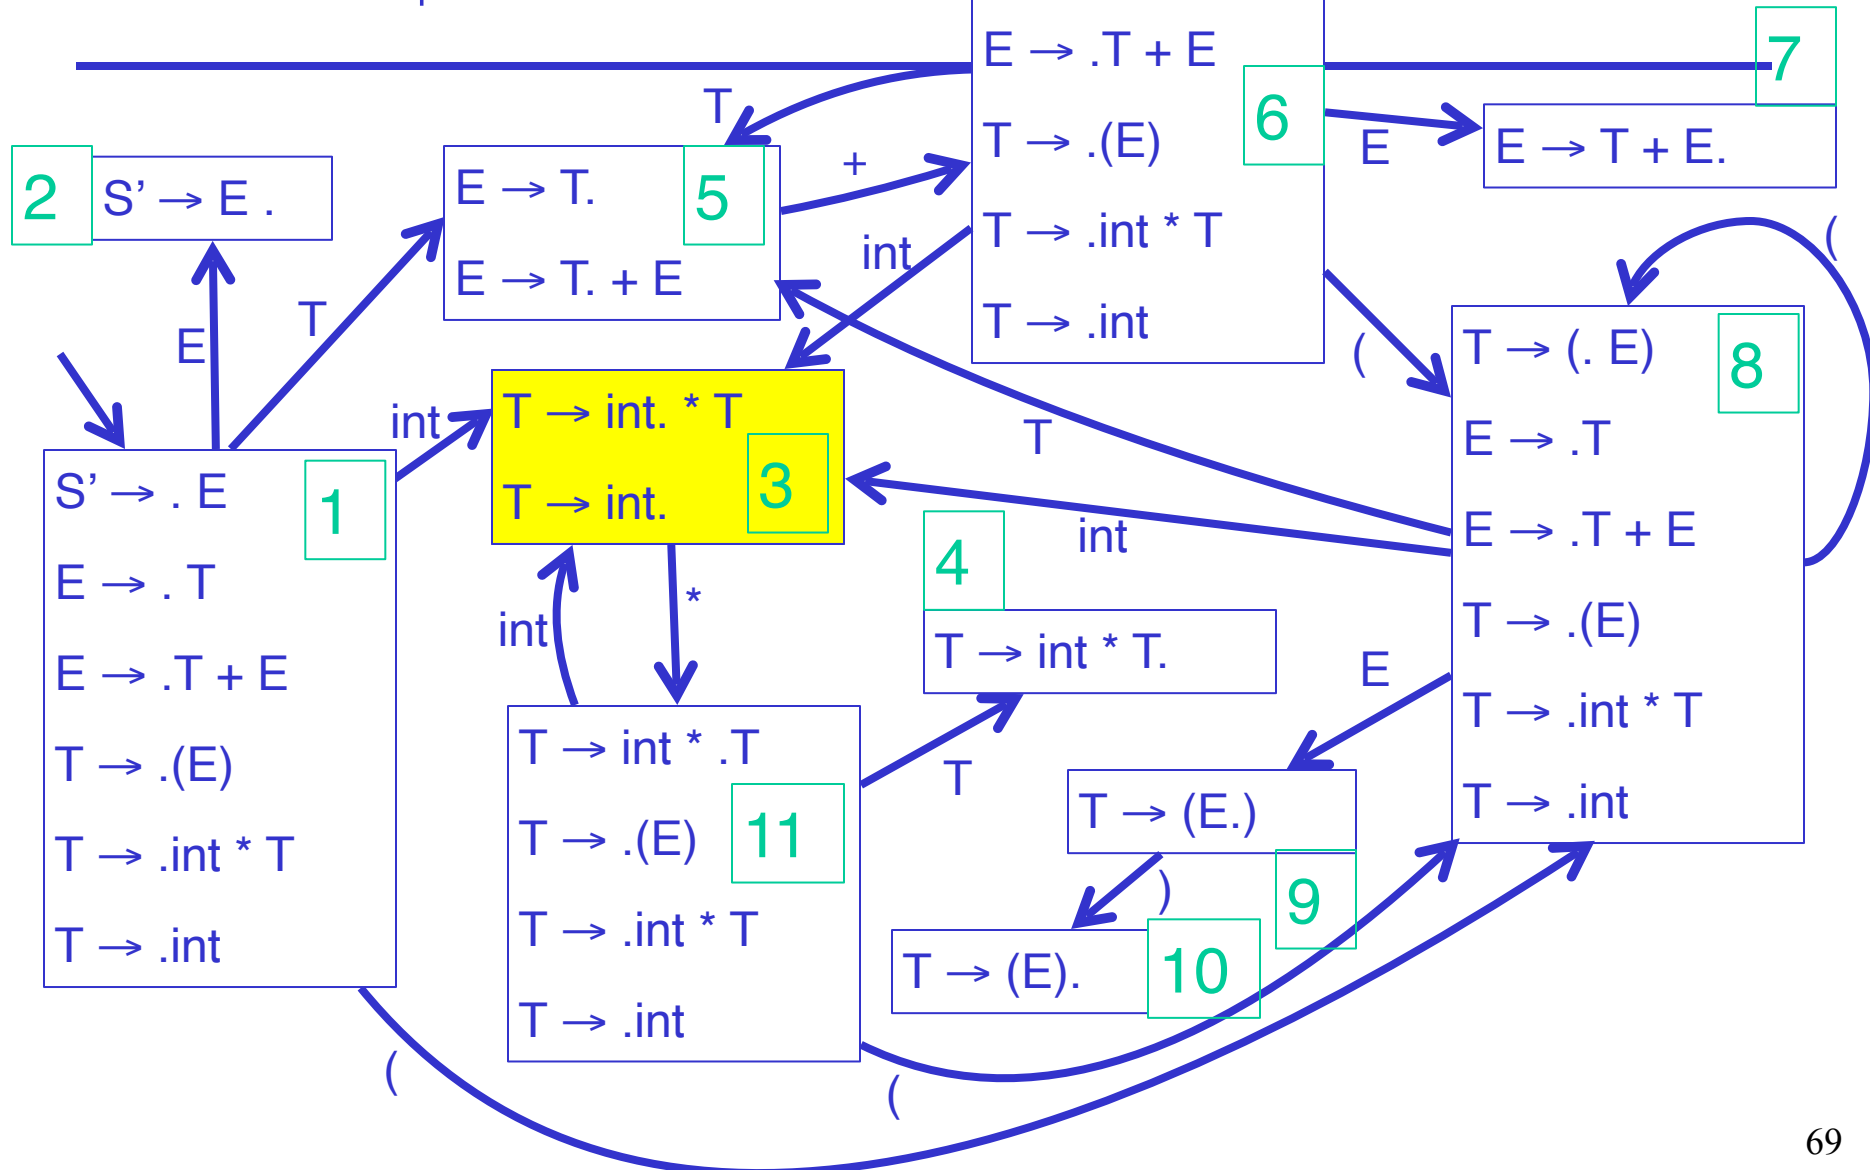 E → .T + E
T → .(E)
T → .int * T
T → .int
6
7
E → T + E.
E
2
S’ → E .
E → T.
E → T. + E
5
T
+
int
(
(
T → (. E)
E → .T
E → .T + E
T → .(E)
T → .int * T
T → .int
8
E
T
int
T → int. * T
T → int.
3
T
int
S’ → . E
E → . T
E → .T + E
T → .(E)
T → .int * T
T → .int
1
int
*
4
T → int * T.
T → int * .T
T → .(E)
T → .int * T
T → .int
11
T
E
T → (E.)
9
)
T → (E).
10
(
(
69